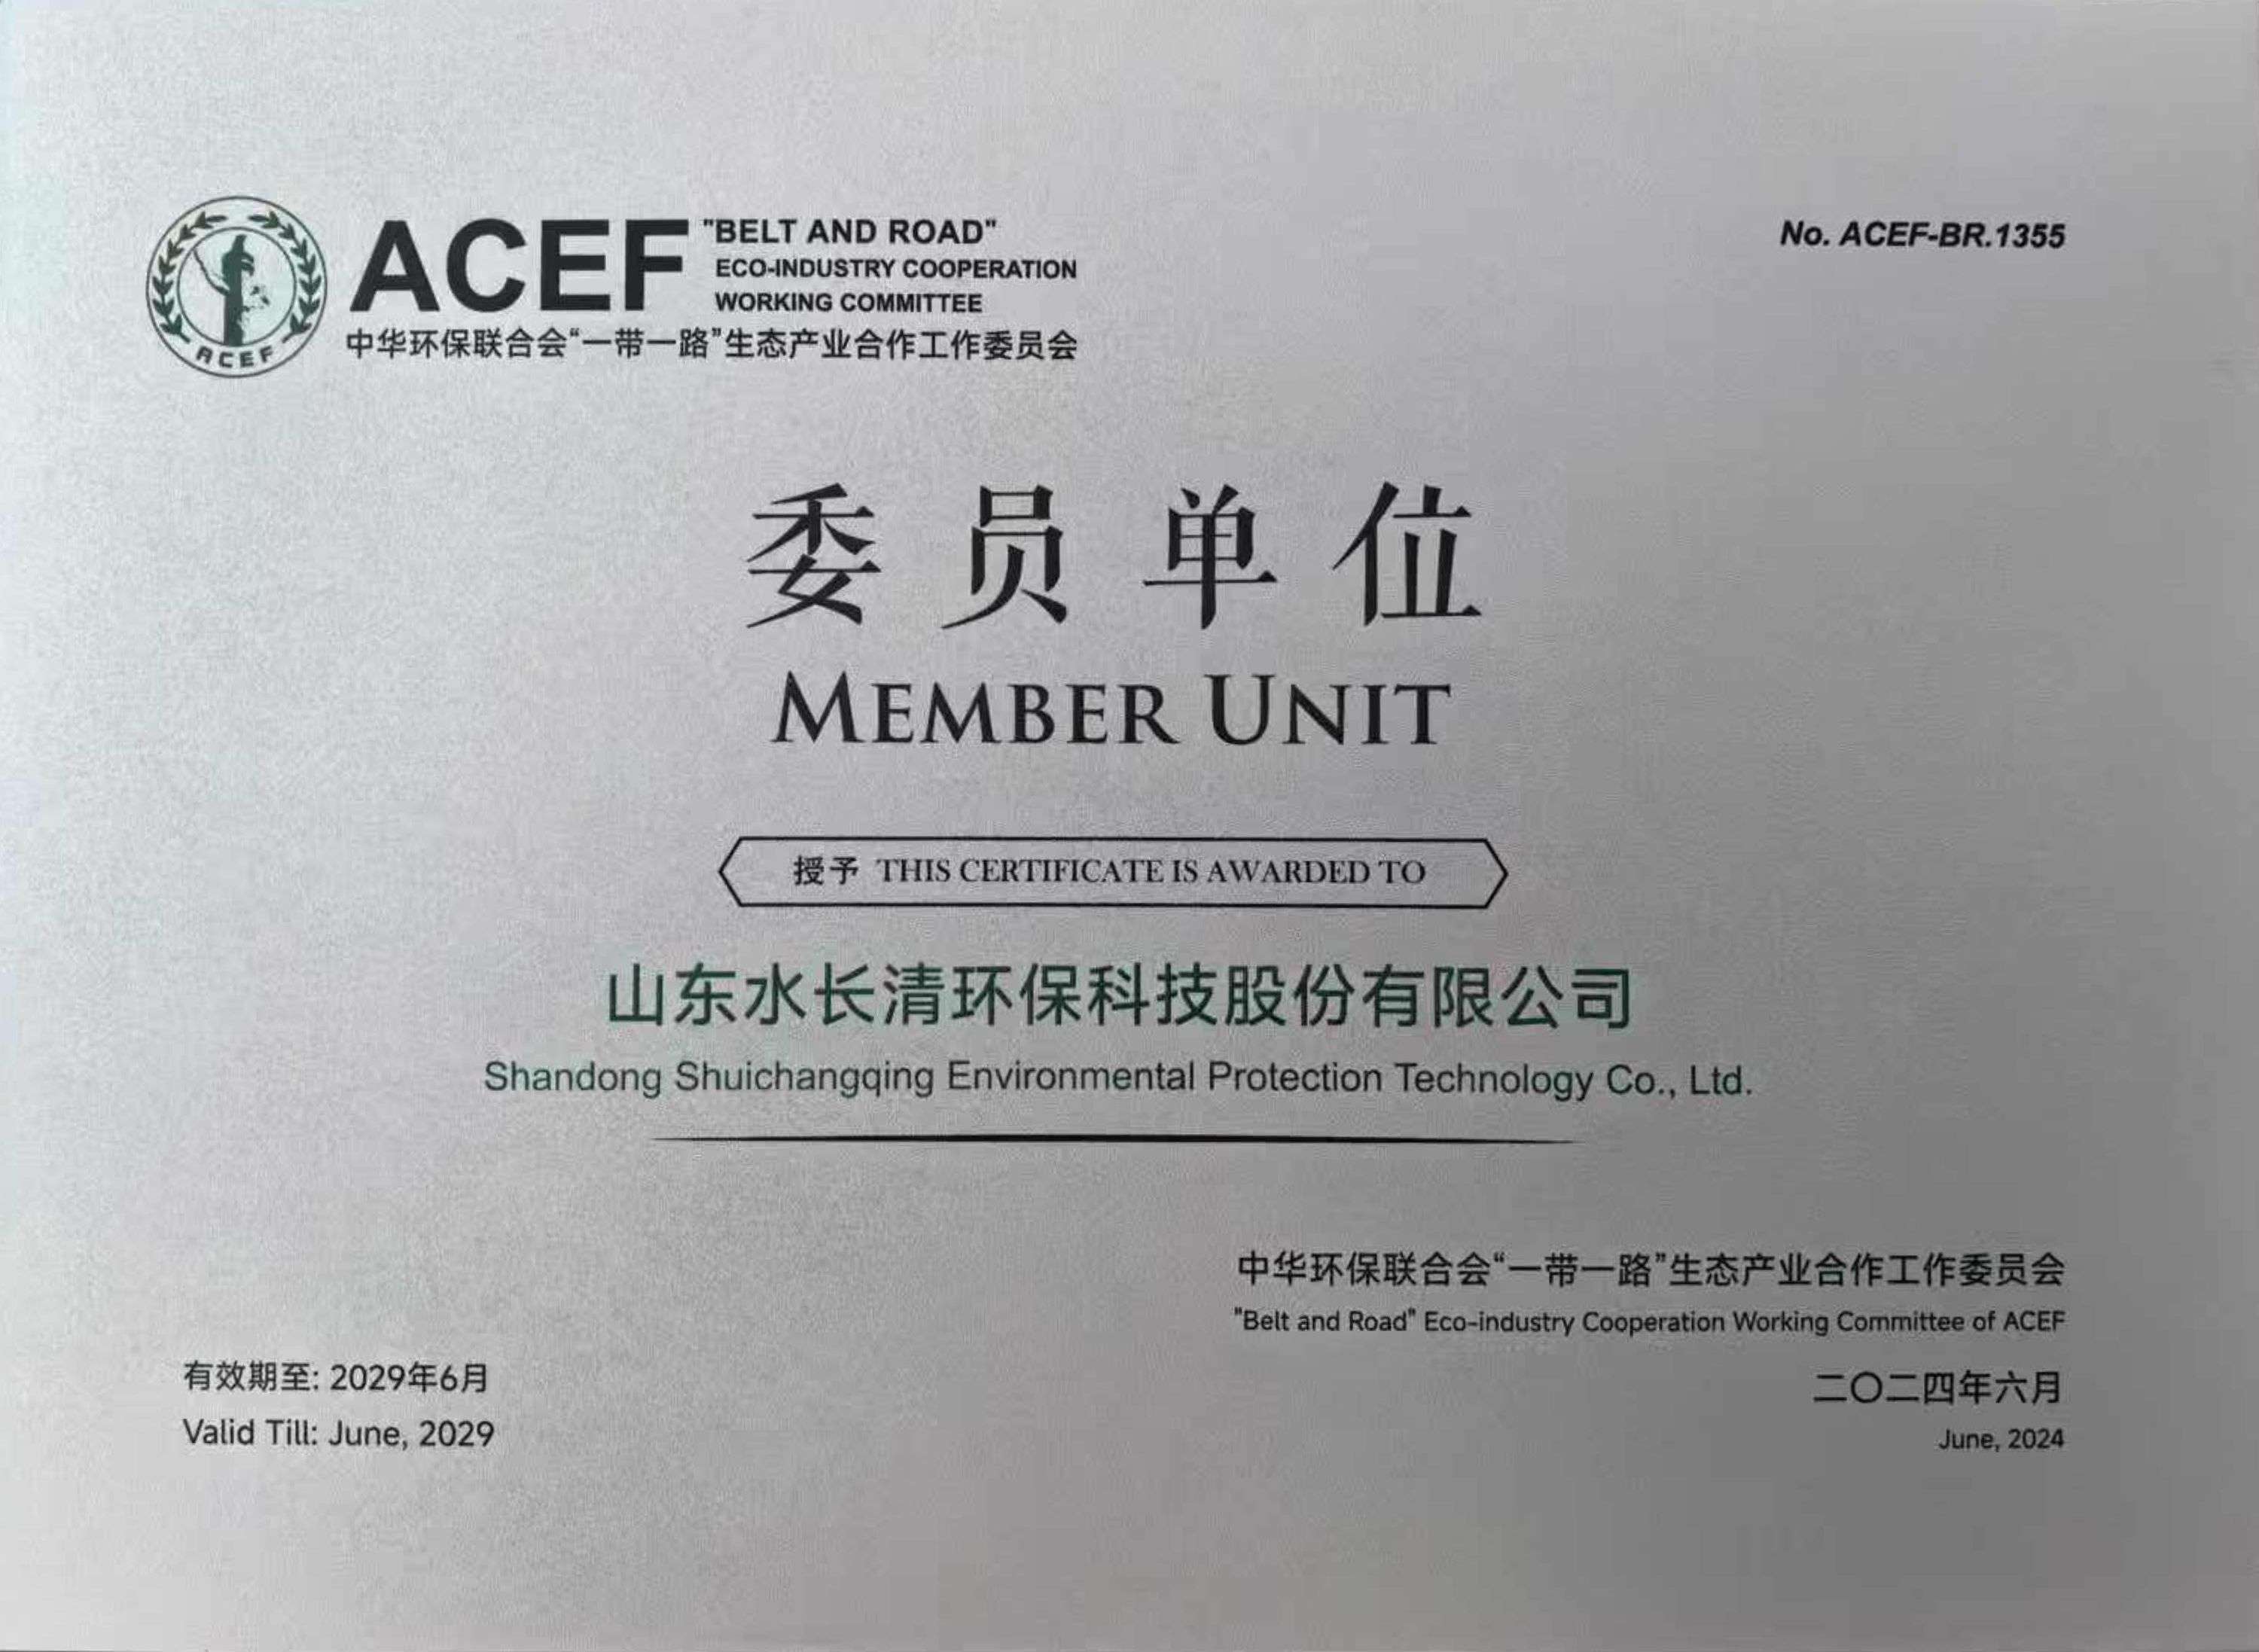 ACEF
ACEF
"BELT AND ROAD"
ECO-INDUSTRY COOPERATION
WORKING COMMITTEE
中华环保联合会“一带一路”生态产业合作工作委员会
No. ACEF-BR.1355
委员单位
MEMBER UNIT
授予 THIS CERTIFICATE IS AWARDED TO
山东水长清环保科技股份有限公司
Shandong Shuichangqing Environmental Protection Technology Co., Ltd.
中华环保联合会“一带一路”生态产业合作工作委员会
"Belt and Road" Eco-industry Cooperation Working Committee of ACEF
有效期至: 2029年6月
Valid Till: June, 2029
二〇二四年六月
June, 2024